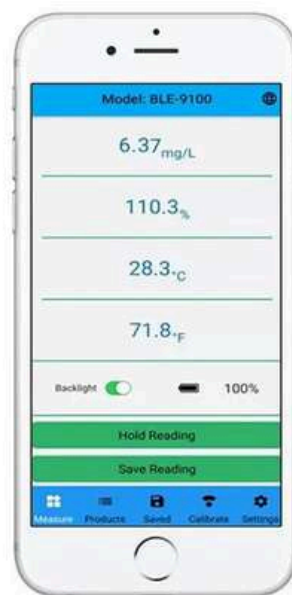 Model: BLE-9100
6.37mg/L
110.3%
28.3°C
71.8°F
Backlight 100%
Hold Reading
Save Reading
Measure Products Saved Calibrate Settings